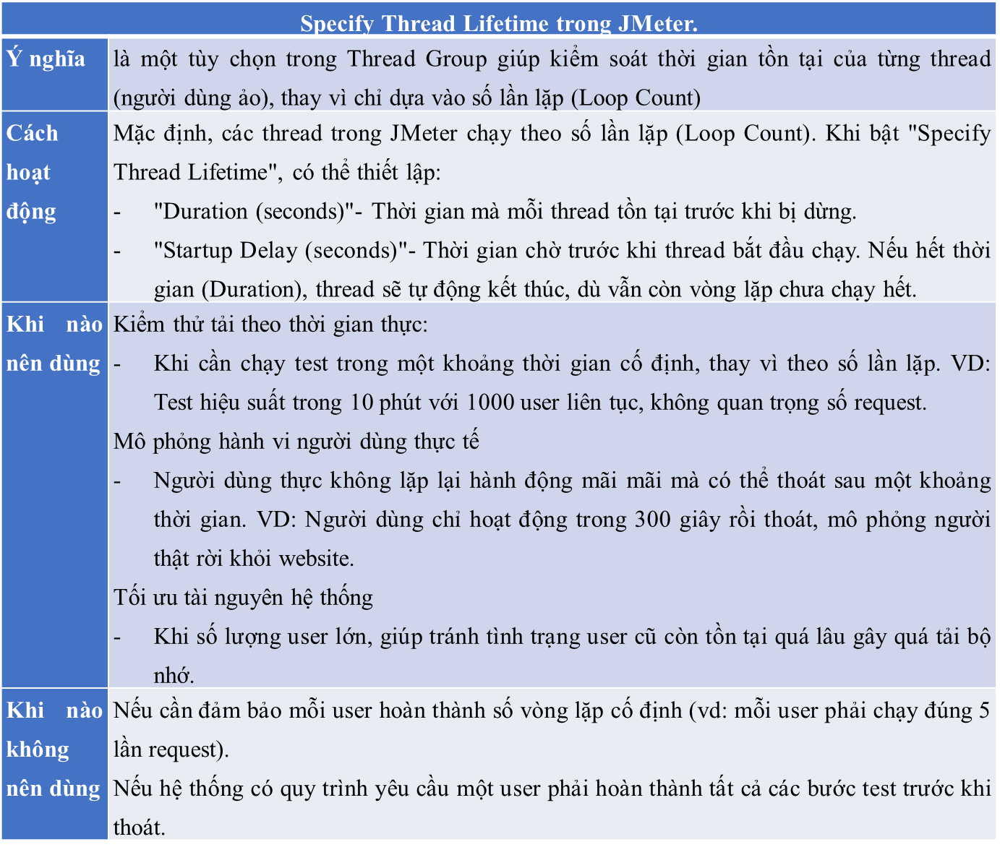 Specify Thread Lifetime trong JMeter.
Ý nghĩa
là một tùy chọn trong Thread Group giúp kiểm soát thời gian tồn tại của từng thread
(người dùng ảo), thay vì chỉ dựa vào số lần lặp (Loop Count)
Cách
hoạt
động
Mặc định, các thread trong JMeter chạy theo số lần lặp (Loop Count). Khi bật "Specify
Thread Lifetime", có thể thiết lập:
- "Duration (seconds)"- Thời gian mà mỗi thread tồn tại trước khi bị dừng.
- "Startup Delay (seconds)"- Thời gian chờ trước khi thread bắt đầu chạy. Nếu hết thời
gian (Duration), thread sẽ tự động kết thúc, dù vẫn còn vòng lặp chưa chạy hết.
Khi nào
nên dùng
Kiểm thử tải theo thời gian thực:
- Khi cần chạy test trong một khoảng thời gian cố định, thay vì theo số lần lặp. VD:
Test hiệu suất trong 10 phút với 1000 user liên tục, không quan trọng số request.
Mô phỏng hành vi người dùng thực tế
- Người dùng thực không lặp lại hành động mãi mãi mà có thể thoát sau một khoảng
thời gian. VD: Người dùng chỉ hoạt động trong 300 giây rồi thoát, mô phỏng người
thật rời khỏi website.
Tối ưu tài nguyên hệ thống
- Khi số lượng user lớn, giúp tránh tình trạng user cũ còn tồn tại quá lâu gây quá tải bộ
nhớ.
Khi nào
không
nên dùng
Nếu cần đảm bảo mỗi user hoàn thành số vòng lặp cố định (vd: mỗi user phải chạy đúng 5
lần request).
Nếu hệ thống có quy trình yêu cầu một user phải hoàn thành tất cả các bước test trước khi
thoát.